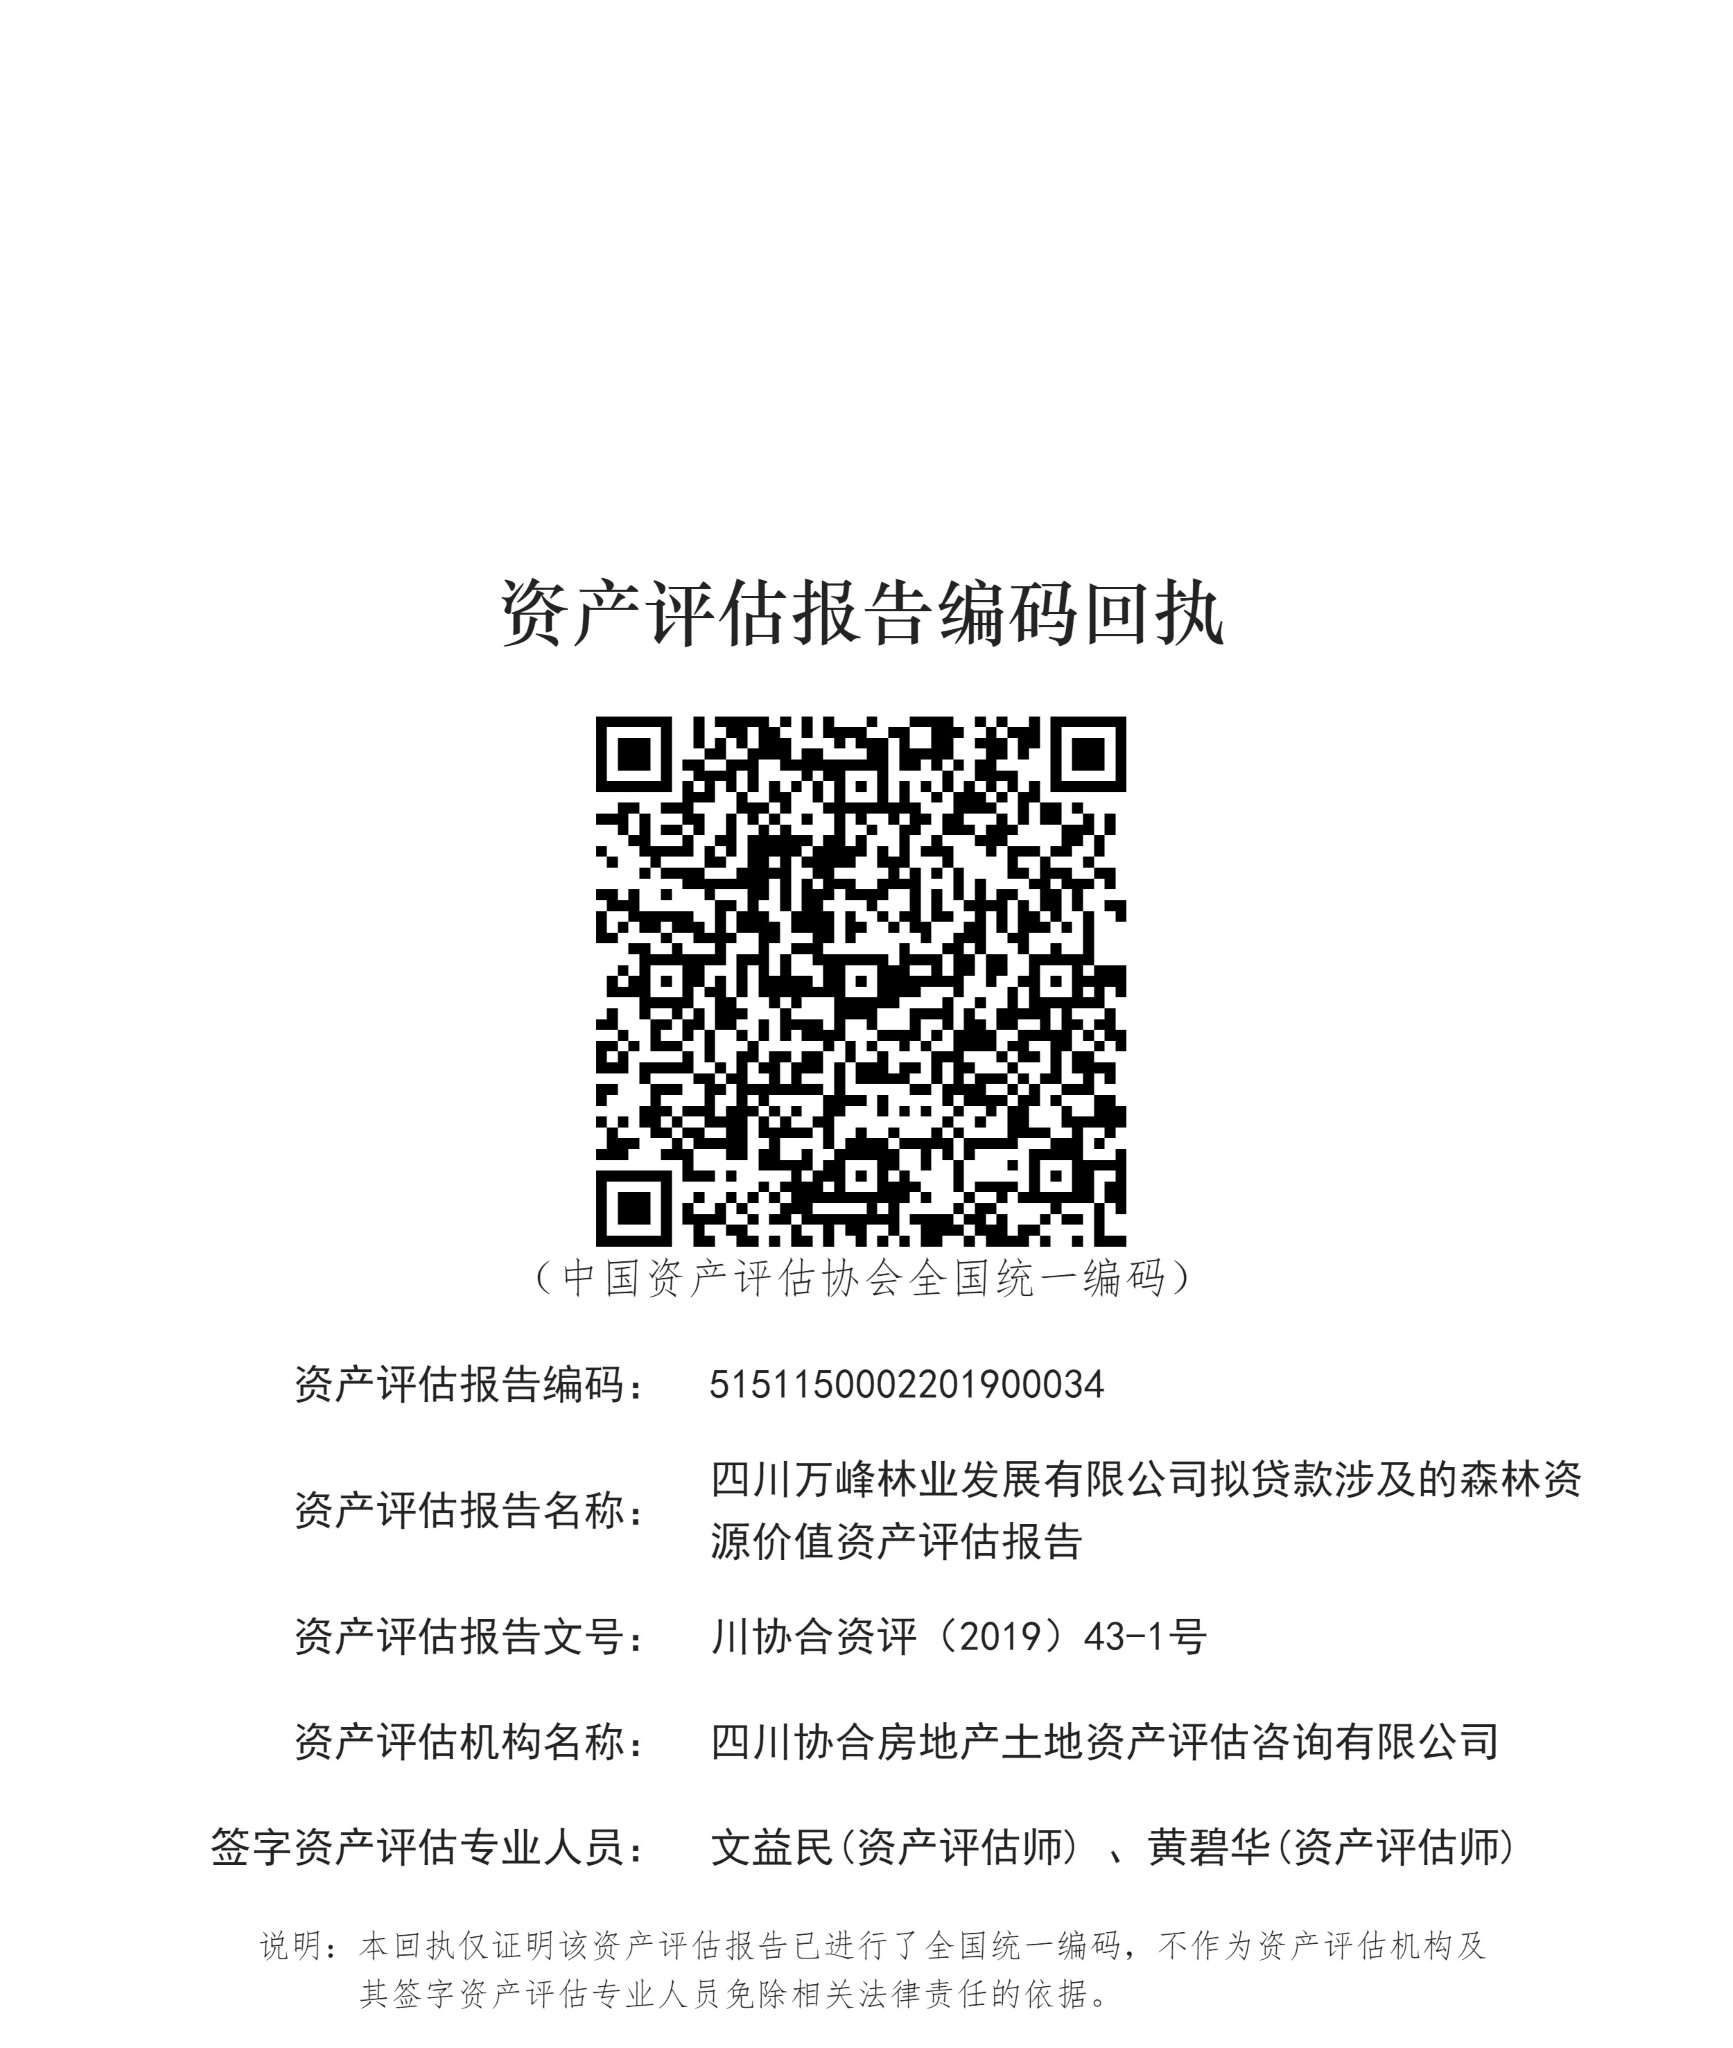 资产评估报告编码回执
（中国资产评估协会全国统一编码）
资产评估报告编码： 5151150002201900034
资产评估报告名称： 四川万峰林业发展有限公司拟贷款涉及的森林资
源价值资产评估报告
资产评估报告文号： 川协合资评（2019）43-1号
资产评估机构名称： 四川协合房地产土地资产评估咨询有限公司
签字资产评估专业人员： 文益民(资产评估师)、黄碧华(资产评估师)
说明：本回执仅证明该资产评估报告已进行了全国统一编码，不作为资产评估机构及
其签字资产评估专业人员免除相关法律责任的依据。